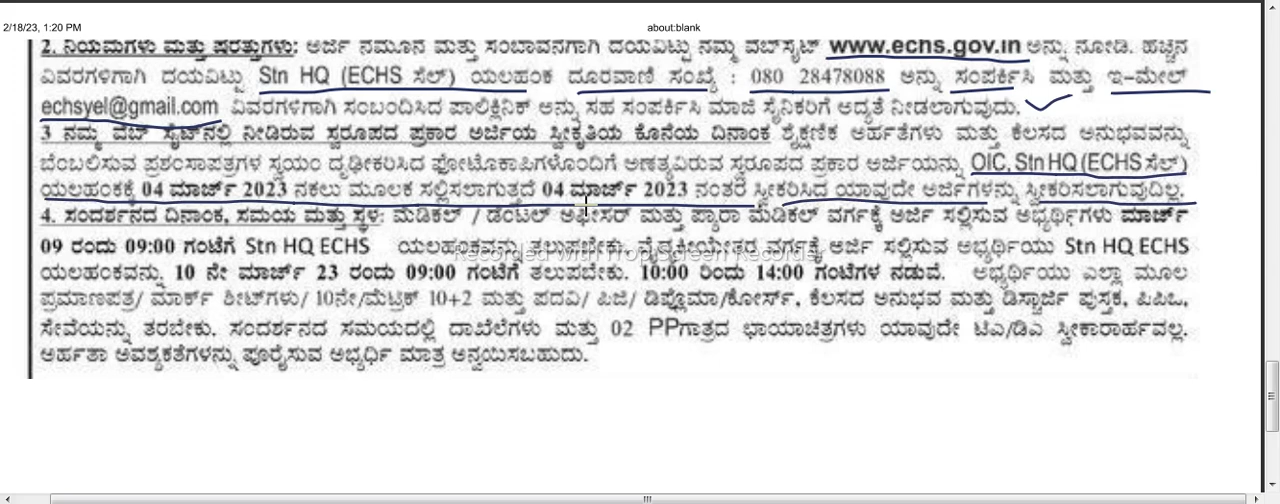 2/18/23, 1:20 PM
about:blank
2. ನಿಯಮಗಳು ಮತ್ತು ಷರತ್ತುಗಳು: ಅರ್ಜಿ ನಮೂನೆ ಮತ್ತು ಸಂಭಾವನೆಗಾಗಿ ದಯವಿಟ್ಟು ನಮ್ಮ ವೆಬ್‌ಸೈಟ್ www.echs.gov.in ಅನ್ನು ನೋಡಿ. ಹೆಚ್ಚಿನ
ವಿವರಗಳಿಗಾಗಿ ದಯವಿಟ್ಟು Stn HQ (ECHS ಸೆಲ್) ಯಲಹಂಕ ದೂರವಾಣಿ ಸಂಖ್ಯೆ : 080 28478088 ಅನ್ನು ಸಂಪರ್ಕಿಸಿ ಮತ್ತು ಇ-ಮೇಲ್
echsyel@gmail.com ವಿವರಗಳಿಗಾಗಿ ಸಂಬಂದಿಸಿದ ಪಾಲಿಕ್ಲಿನಿಕ್ ಅನ್ನು ಸಹ ಸಂಪರ್ಕಿಸಿ ಮಾಜಿ ಸೈನಿಕರಿಗೆ ಆದ್ಯತೆ ನೀಡಲಾಗುವುದು.
3 ನಮ್ಮ ವೆಬ್ ಸೈಟ್‌ನಲ್ಲಿ ನೀಡಿರುವ ಸ್ವರೂಪದ ಪ್ರಕಾರ ಅರ್ಜಿಯ ಸ್ವೀಕೃತಿಯ ಕೊನೆಯ ದಿನಾಂಕ ಶೈಕ್ಷಣಿಕ ಅರ್ಹತೆಗಳು ಮತ್ತು ಕೆಲಸದ ಅನುಭವವನ್ನು
ಬೆಂಬಲಿಸುವ ಪ್ರಶಂಸಾಪತ್ರಗಳ ಸ್ವಯಂ ದೃಢೀಕರಿಸಿದ ಫೋಟೊಕಾಪಿಗಳೊಂದಿಗೆ ಅಣತ್ಯವಿರುವ ಸ್ವರೂಪದ ಪ್ರಕಾರ ಅರ್ಜಿಯನ್ನು OIC, Stn HQ (ECHS ಸೆಲ್)
ಯಲಹಂಕಕ್ಕೆ 04 ಮಾರ್ಚ್ 2023 ನಕಲು ಮೂಲಕ ಸಲ್ಲಿಸಲಾಗುತ್ತದೆ 04 ಮಾರ್ಚ್ 2023 ನಂತರ ಸ್ವೀಕರಿಸಿದ ಯಾವುದೇ ಅರ್ಜಿಗಳನ್ನು ಸ್ವೀಕರಿಸಲಾಗುವುದಿಲ್ಲ.
4. ಸಂದರ್ಶನದ ದಿನಾಂಕ, ಸಮಯ ಮತ್ತು ಸ್ಥಳ: ಮೆಡಿಕಲ್ / ಡೆಂಟಲ್ ಆಫೀಸರ್ ಮತ್ತು ಪ್ಯಾರಾ ಮೆಡಿಕಲ್ ವರ್ಗಕ್ಕೆ ಅರ್ಜಿ ಸಲ್ಲಿಸುವ ಅಭ್ಯರ್ಥಿಗಳು ಮಾರ್ಚ್
09 ರಂದು 09:00 ಗಂಟೆಗೆ Stn HQ ECHS ಯಲಹಂಕವನ್ನು ತಲುಪಬೇಕು, ವೈದ್ಯಕೀಯೇತರ ವರ್ಗಕ್ಕೆ ಅರ್ಜಿ ಸಲ್ಲಿಸುವ ಅಭ್ಯರ್ಥಿಯು Stn HQ ECHS
Recorded with iTop Screen Recorder
ಯಲಹಂಕವನ್ನು 10 ನೇ ಮಾರ್ಚ್ 23 ರಂದು 09:00 ಗಂಟೆಗೆ ತಲುಪಬೇಕು. 10:00 ರಿಂದ 14:00 ಗಂಟೆಗಳ ನಡುವೆ. ಅಭ್ಯರ್ಥಿಯು ಎಲ್ಲಾ ಮೂಲ
ಪ್ರಮಾಣಪತ್ರ/ ಮಾರ್ಕ್ ಶೀಟ್‌ಗಳು/ 10ನೇ/ಮೆಟ್ರಿಕ್ 10+2 ಮತ್ತು ಪದವಿ/ ಪಿಜಿ/ ಡಿಪ್ಲೊಮಾ/ಕೋರ್ಸ್, ಕೆಲಸದ ಅನುಭವ ಮತ್ತು ಡಿಸ್ಚಾರ್ಜಿ ಪುಸ್ತಕ, ಪಿಪಿಒ,
ಸೇವೆಯನ್ನು ತರಬೇಕು. ಸಂದರ್ಶನದ ಸಮಯದಲ್ಲಿ ದಾಖಲೆಗಳು ಮತ್ತು 02 PPಗಾತ್ರದ ಛಾಯಾಚಿತ್ರಗಳು ಯಾವುದೇ ಟಿಎ/ಡಿಎ ಸ್ವೀಕಾರಾರ್ಹವಲ್ಲ.
ಅರ್ಹತಾ ಅವಶ್ಯಕತೆಗಳನ್ನು ಪೂರೈಸುವ ಅಭ್ಯರ್ಥಿ ಮಾತ್ರ ಅನ್ವಯಿಸಬಹುದು.